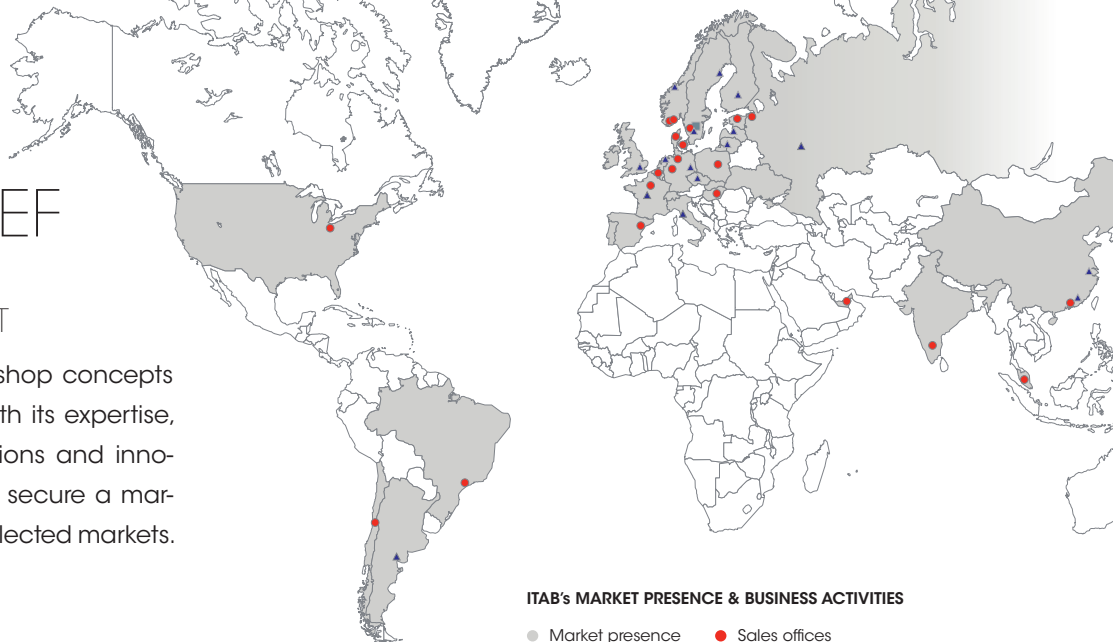 EF
T
shop concepts
th its expertise,
ions and inno-
secure a mar-
lected markets.
ITAB's MARKET PRESENCE & BUSINESS ACTIVITIES
Market presence Sales offices